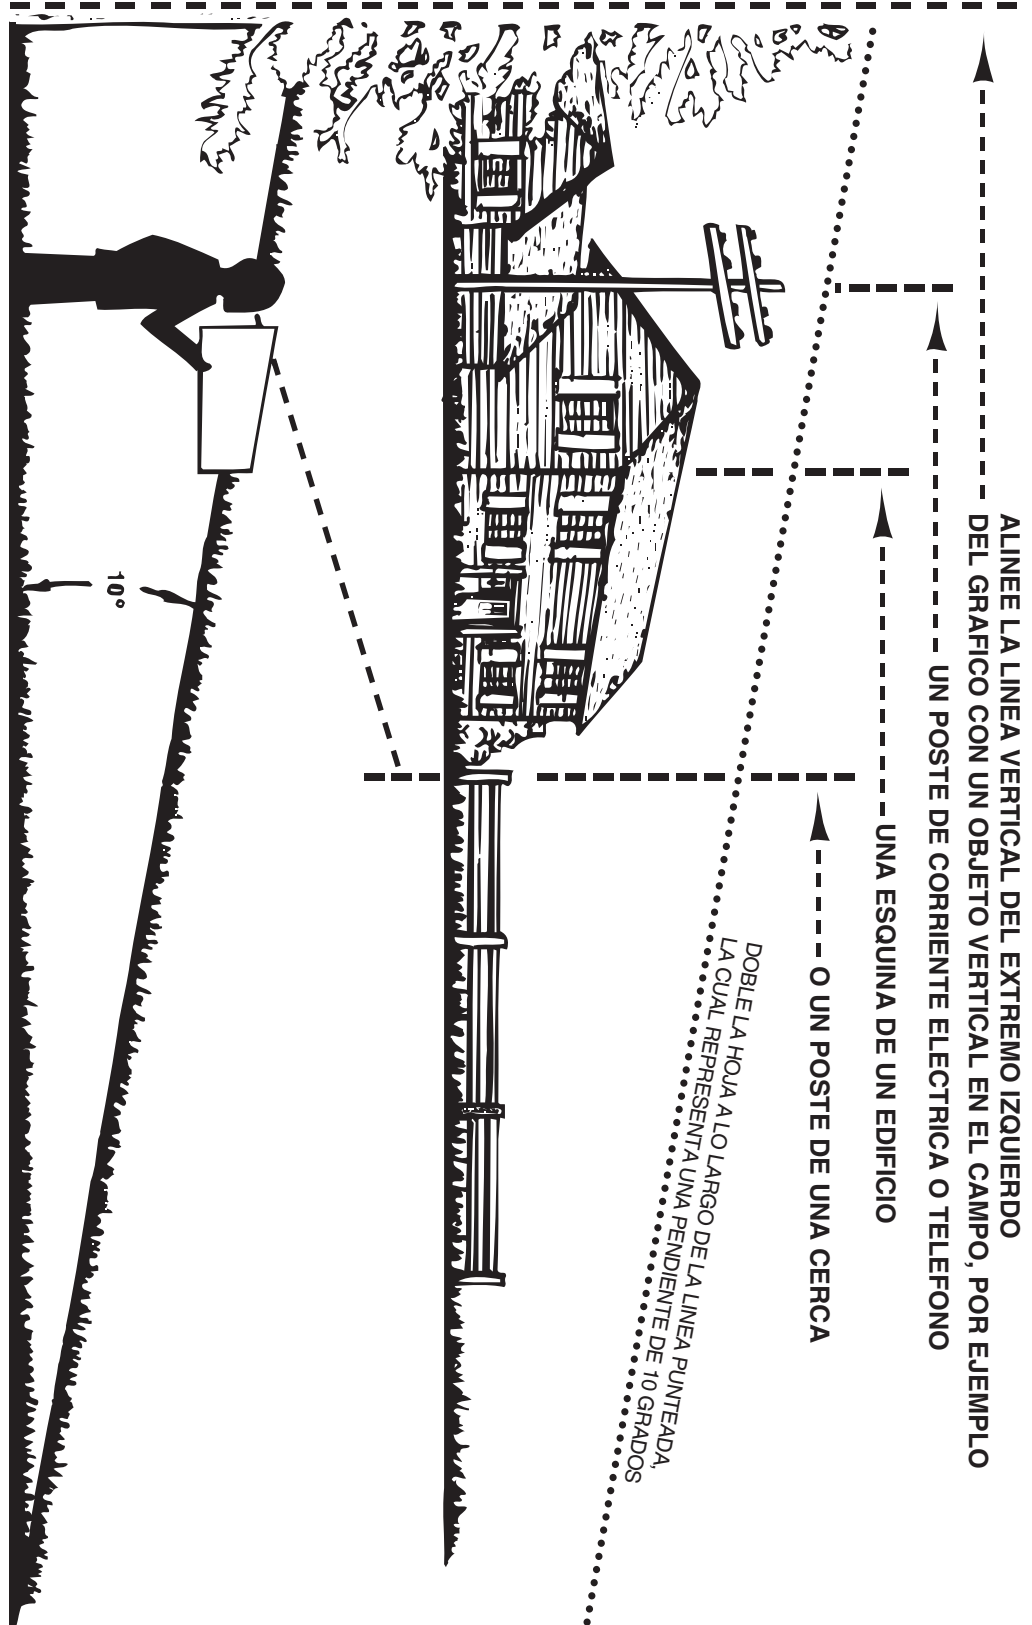 ALINEE LA LINEA VERTICAL DEL EXTREMO IZQUIERDO
DEL GRAFICO CON UN OBJETO VERTICAL EN EL CAMPO, POR EJEMPLO
UN POSTE DE CORRIENTE ELECTRICA O TELEFONO
UNA ESQUINA DE UN EDIFICIO
O UN POSTE DE UNA CERCA
DOBLE LA HOJA A LO LARGO DE LA LINEA PUNTEADA,
LA CUAL REPRESENTA UNA PENDIENTE DE 10 GRADOS
10°